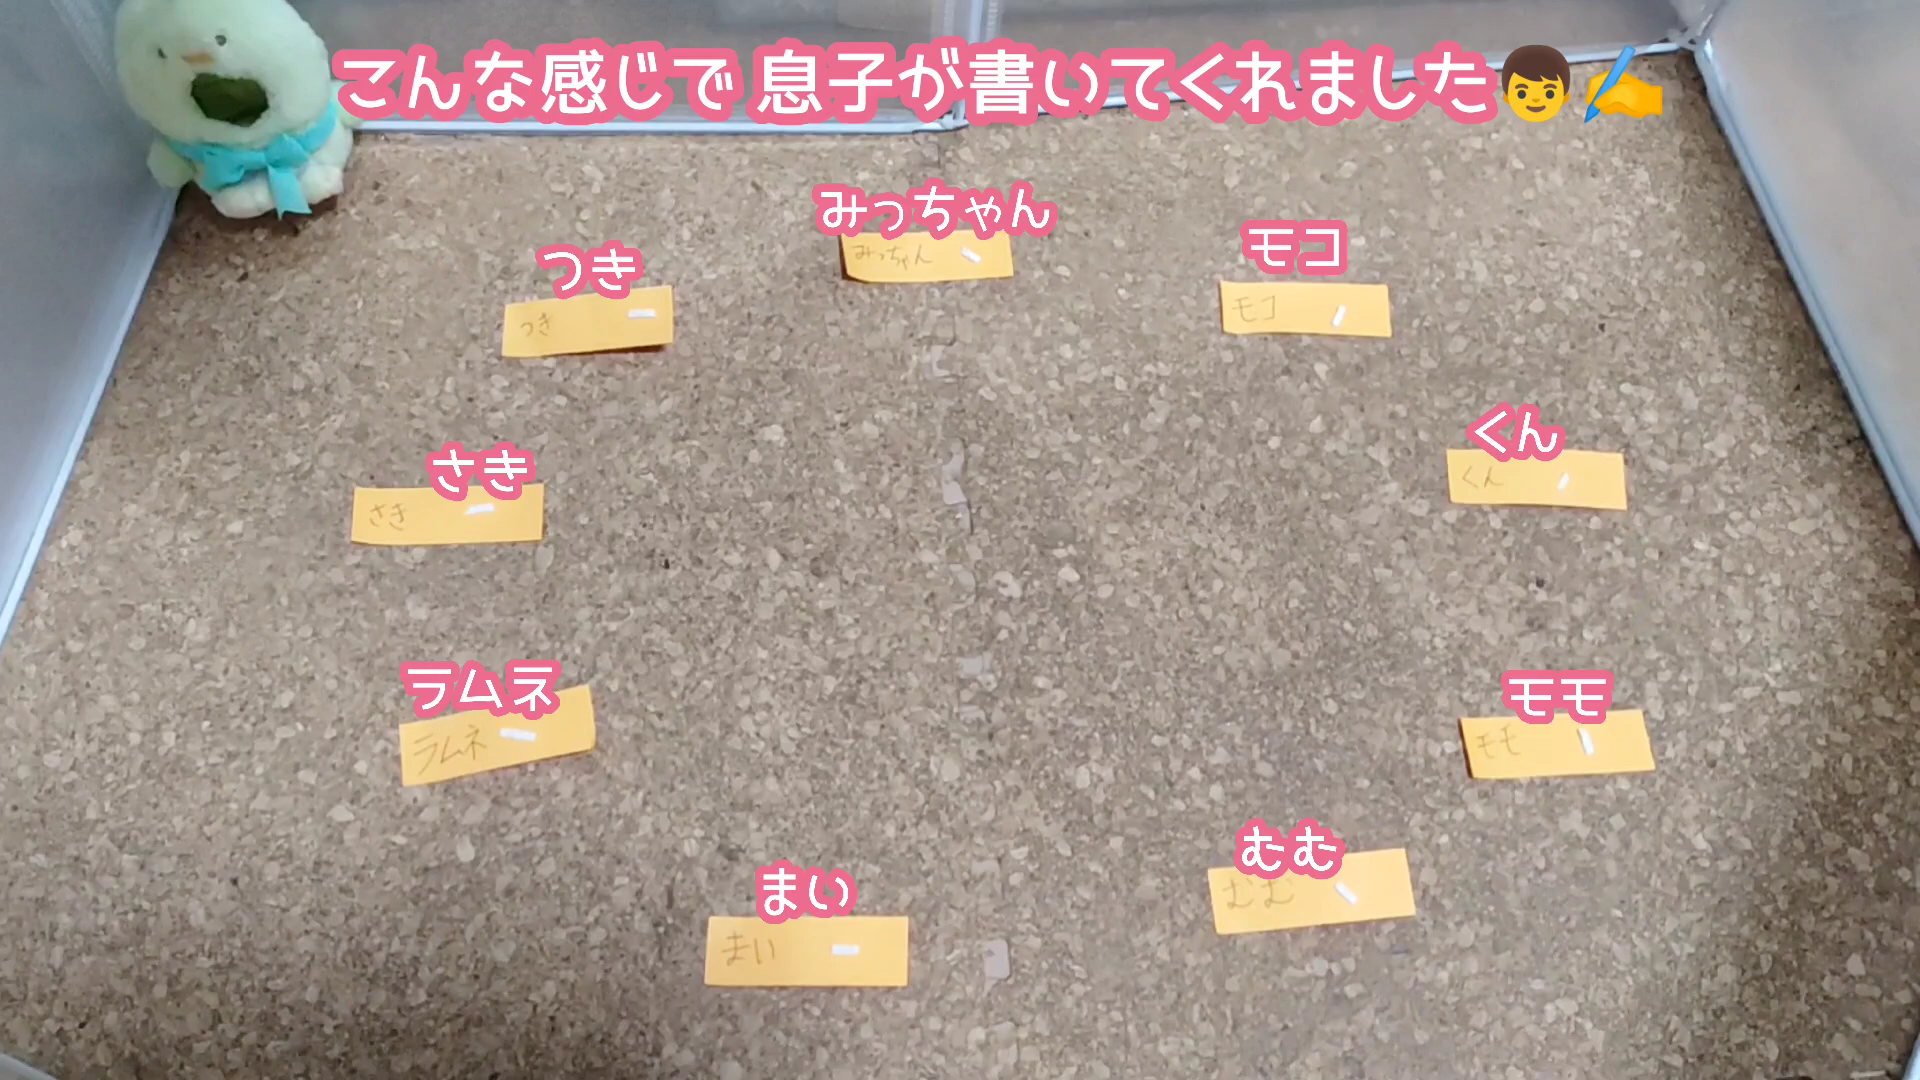 こんな感じで 息子が書いてくれました👦✍
みっちゃん
みっちゃん
モコ
モコ
つき
つき
くん
くん
さき
さき
ラムネ
ラムネ
モモ
モモ
むむ
むむ
まい
まい